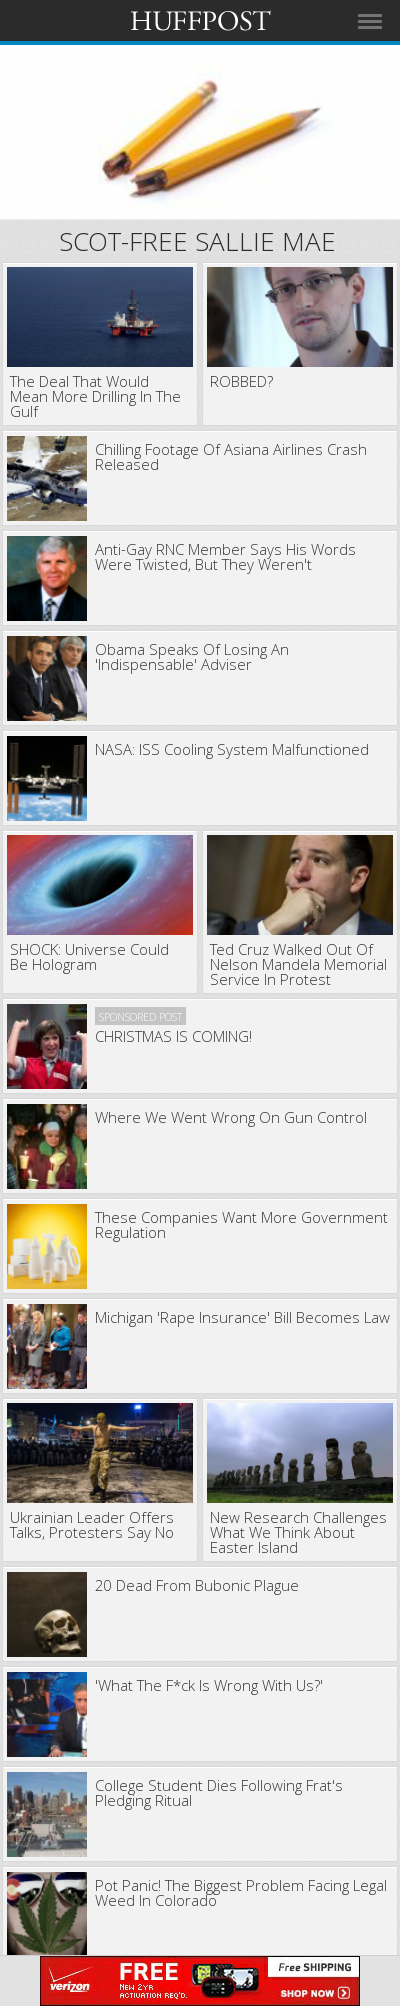 HUFFPOST
SCOT-FREE SALLIE MAE
The Deal That Would
Mean More Drilling In The
Gulf
ROBBED?
Chilling Footage Of Asiana Airlines Crash
Released
Anti-Gay RNC Member Says His Words
Were Twisted, But They Weren't
Obama Speaks Of Losing An
'Indispensable' Adviser
NASA: ISS Cooling System Malfunctioned
SHOCK: Universe Could
Be Hologram
Ted Cruz Walked Out Of
Nelson Mandela Memorial
Service In Protest
SPONSORED POST
CHRISTMAS IS COMING!
Where We Went Wrong On Gun Control
These Companies Want More Government
Regulation
Michigan 'Rape Insurance' Bill Becomes Law
Ukrainian Leader Offers
Talks, Protesters Say No
New Research Challenges
What We Think About
Easter Island
20 Dead From Bubonic Plague
'What The F*ck Is Wrong With Us?'
College Student Dies Following Frat's
Pledging Ritual
Pot Panic! The Biggest Problem Facing Legal
Weed In Colorado
verizon
FREE
NEW 2YR
ACTIVATION REQ'D.
Free SHIPPING
SHOP NOW